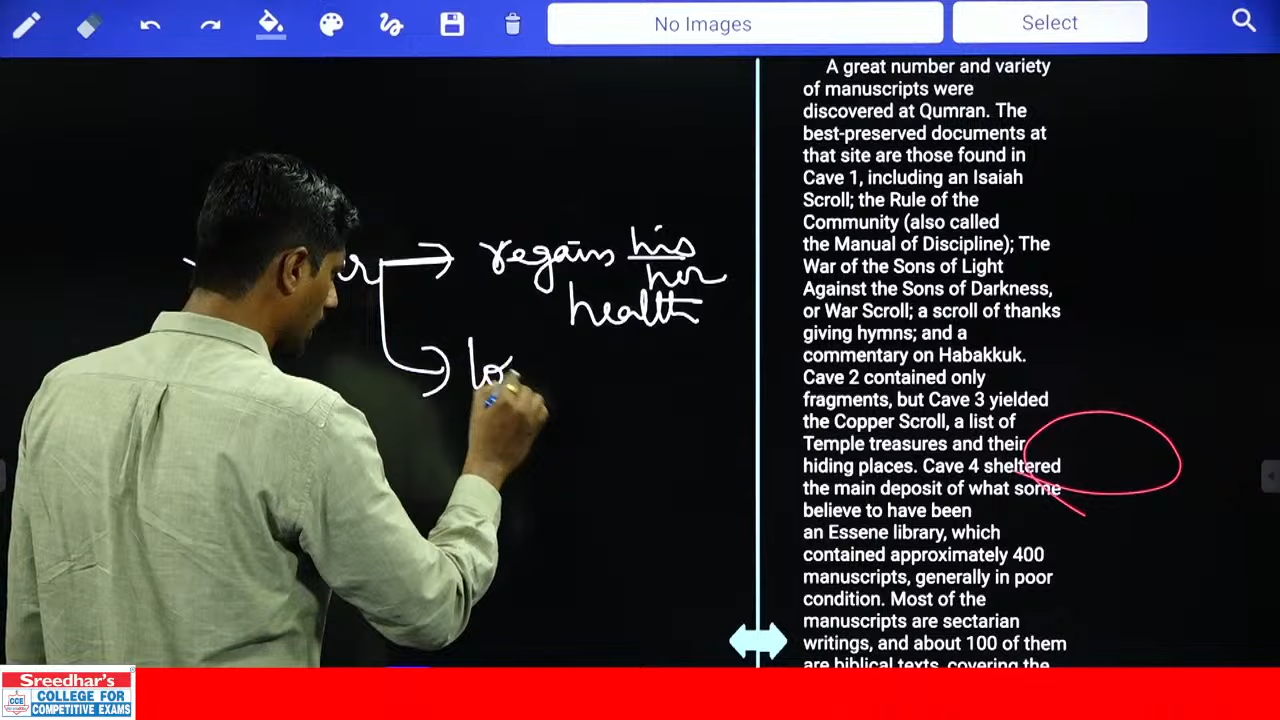 No Images
Select
regains his
her
health
lo
A great number and variety
of manuscripts were
discovered at Qumran. The
best-preserved documents at
that site are those found in
Cave 1, including an Isaiah
Scroll; the Rule of the
Community (also called
the Manual of Discipline); The
War of the Sons of Light
Against the Sons of Darkness,
or War Scroll; a scroll of thanks
giving hymns; and a
commentary on Habakkuk.
Cave 2 contained only
fragments, but Cave 3 yielded
the Copper Scroll, a list of
Temple treasures and their
hiding places. Cave 4 sheltered
the main deposit of what some
believe to have been
an Essene library, which
contained approximately 400
manuscripts, generally in poor
condition. Most of the
manuscripts are sectarian
writings, and about 100 of them
are biblical texts, covering the
Sreedhar's
CCE
COLLEGE FOR
COMPETITIVE EXAMS